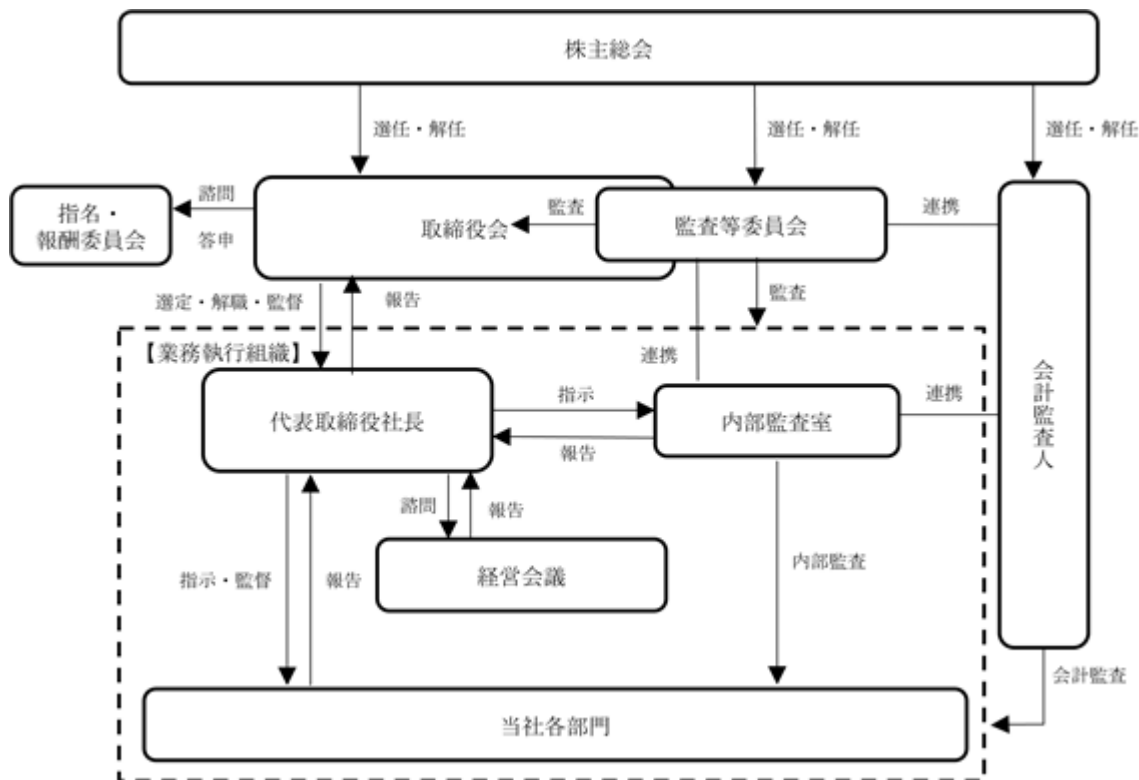 株主総会
選任・解任
選任・解任
選任・解任
指名・
報酬委員会
諮問
答申
取締役会
監査
監査等委員会
連携
選定・解職・監督
報告
監査
【業務執行組織】
連携
代表取締役社長
指示
報告
内部監査室
連携
会計監査人
諮問
報告
経営会議
指示・監督
報告
内部監査
会計監査
当社各部門